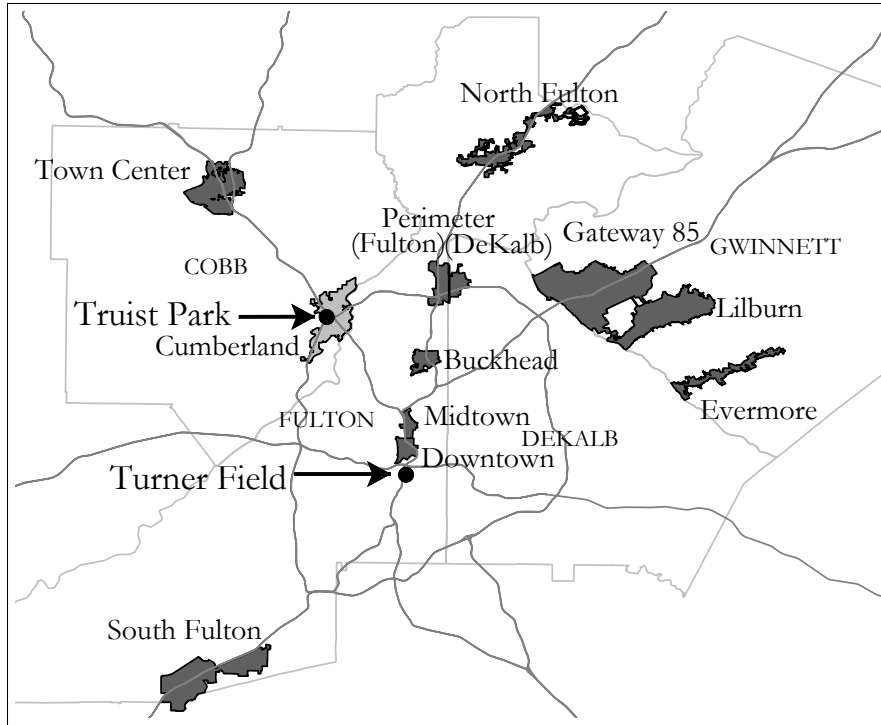 North Fulton
Town Center
Perimeter
(Fulton) (DeKalb)
Gateway 85
GWINNETT
COBB
Truist Park
Lilburn
Cumberland
Buckhead
Evermore
FULTON
Midtown
DEKALB
Downtown
Turner Field
South Fulton